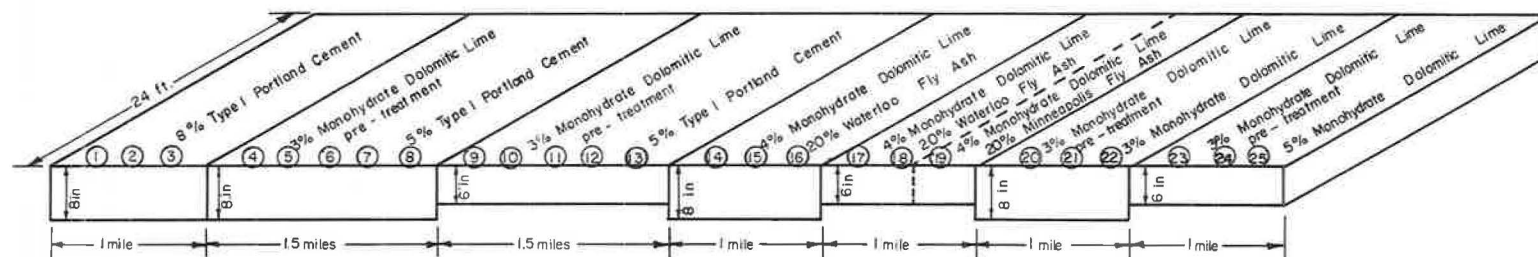 24 ft.
8% Type I Portland Cement
3% Monohydrate Dolomitic Lime
pre-treatment
5% Type I Portland Cement
3% Monohydrate Dolomitic Lime
pre-treatment
5% Type I Portland Cement
4% Monohydrate Dolomitic Lime
20% Waterloo Fly Ash
4% Monohydrate Dolomitic Lime
20% Waterloo Fly Ash
4% Monohydrate Dolomitic Lime
20% Minneapolis Fly Ash
3% Monohydrate Dolomitic Lime
pre-treatment
3% Monohydrate Dolomitic Lime
3% Monohydrate Dolomitic Lime
pre-treatment
5% Monohydrate Dolomitic Lime
1 2 3 4 5 6 7 8 9 10 11 12 13 14 15 16 17 18 19 20 21 22 23 24 25
8 in
8 in
6 in
8 in
6 in
8 in
6 in
1 mile
1.5 miles
1.5 miles
1 mile
1 mile
1 mile
1 mile